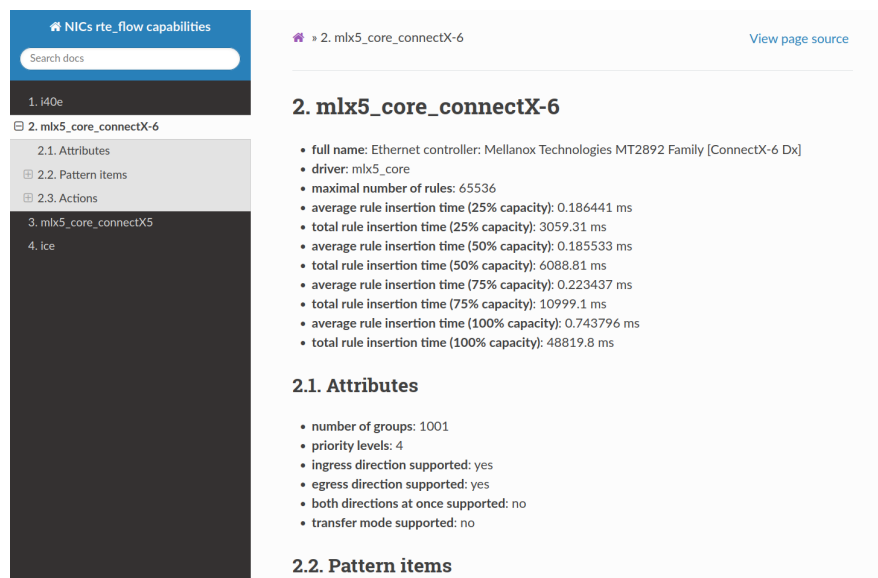 NICs rte_flow capabilities
Search docs
1. i40e
2. mlx5_core_connectX-6
2.1. Attributes
2.2. Pattern items
2.3. Actions
3. mlx5_core_connectX5
4. ice
» 2. mlx5_core_connectX-6
View page source
2. mlx5_core_connectX-6
• full name: Ethernet controller: Mellanox Technologies MT2892 Family [ConnectX-6 Dx]
• driver: mlx5_core
• maximal number of rules: 65536
• average rule insertion time (25% capacity): 0.186441 ms
• total rule insertion time (25% capacity): 3059.31 ms
• average rule insertion time (50% capacity): 0.185533 ms
• total rule insertion time (50% capacity): 6088.81 ms
• average rule insertion time (75% capacity): 0.223437 ms
• total rule insertion time (75% capacity): 10999.1 ms
• average rule insertion time (100% capacity): 0.743796 ms
• total rule insertion time (100% capacity): 48819.8 ms
2.1. Attributes
• number of groups: 1001
• priority levels: 4
• ingress direction supported: yes
• egress direction supported: yes
• both directions at once supported: no
• transfer mode supported: no
2.2. Pattern items